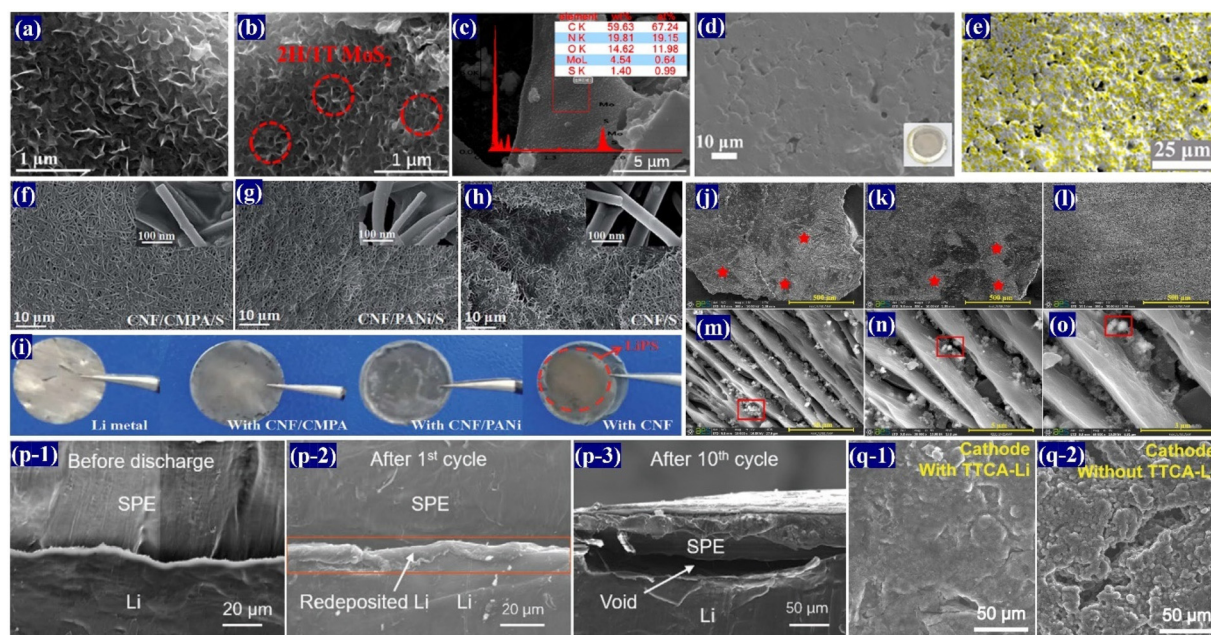 (a)
1 µm
(b)
2H/1T MoS2
1 µm
(c)
element wt% at%
C K 59.63 67.24
N K 19.81 19.15
O K 14.62 11.98
MoL 4.54 0.64
S K 1.40 0.99
Mo
S
Mo
5 µm
(d)
10 µm
(e)
25 µm
(f)
100 nm
10 µm
CNF/CMPA/S
(g)
100 nm
10 µm
CNF/PANi/S
(h)
100 nm
10 µm
CNF/S
(i)
LiPS
Li metal
With CNF/CMPA
With CNF/PANi
With CNF
(j)
500 µm
(k)
500 µm
(l)
500 µm
(m)
(n)
(o)
(p-1)
Before discharge
SPE
Li
20 µm
(p-2)
After 1st cycle
SPE
Redeposited Li
Li
20 µm
(p-3)
After 10th cycle
SPE
Void
Li
50 µm
(q-1)
Cathode
With TTCA-Li
50 µm
(q-2)
Cathode
Without TTCA-L
50 µm